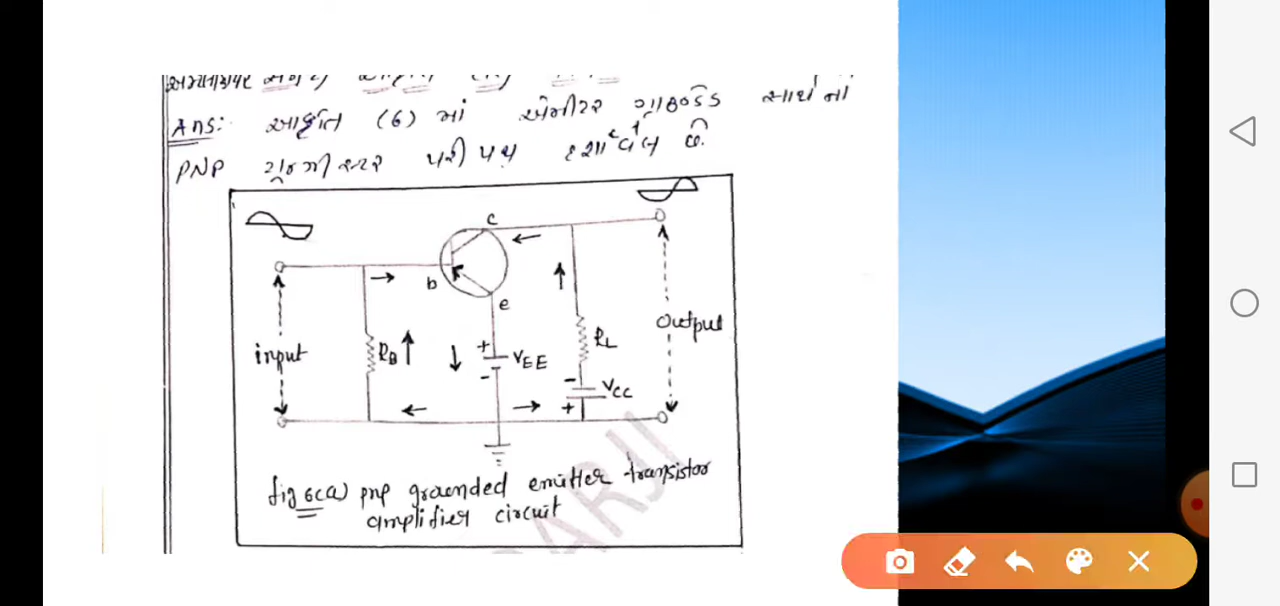 Ans: આકૃતિ (6) માં એમીટર ગ્રાઉન્ડેડ સાથેનો
PNP ટ્રાન્ઝીસ્ટર પરીપથ દર્શાવેલ છે.
c
b
e
input
RB
+
VEE
-
RL
-
VCC
+
output
fig 6(a) pnp grounded emitter transistor
amplifier circuit